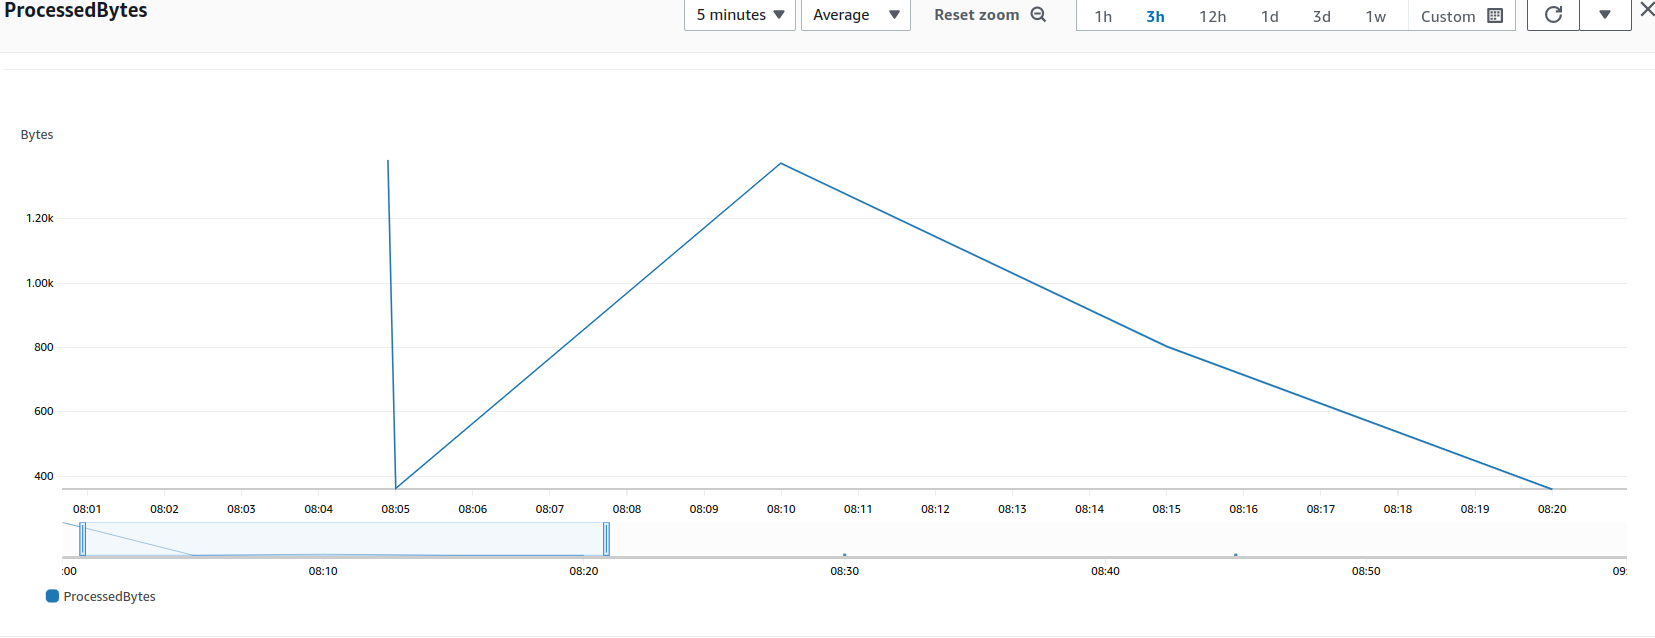 ProcessedBytes
5 minutes Average Reset zoom 1h 3h 12h 1d 3d 1w Custom
Bytes
1.20k
1.00k
800
600
400
08:01 08:02 08:03 08:04 08:05 08:06 08:07 08:08 08:09 08:10 08:11 08:12 08:13 08:14 08:15 08:16 08:17 08:18 08:19 08:20
:00 08:10 08:20 08:30 08:40 08:50 09:
ProcessedBytes